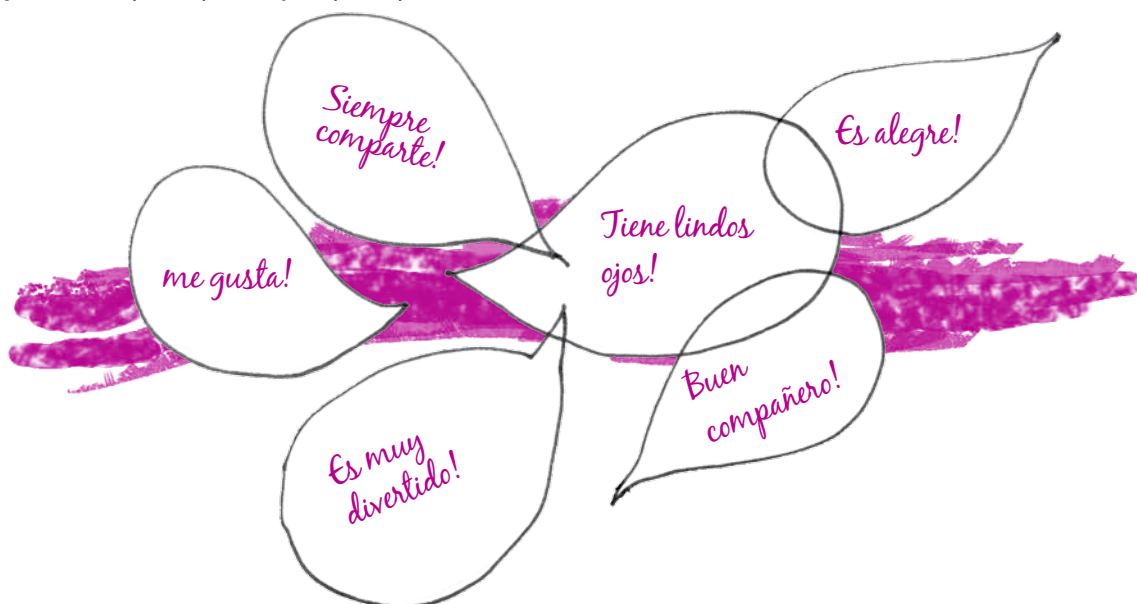 Siempre
comparte!
Es alegre!
Tiene lindos
ojos!
me gusta!
Buen
compañero!
Es muy
divertido!